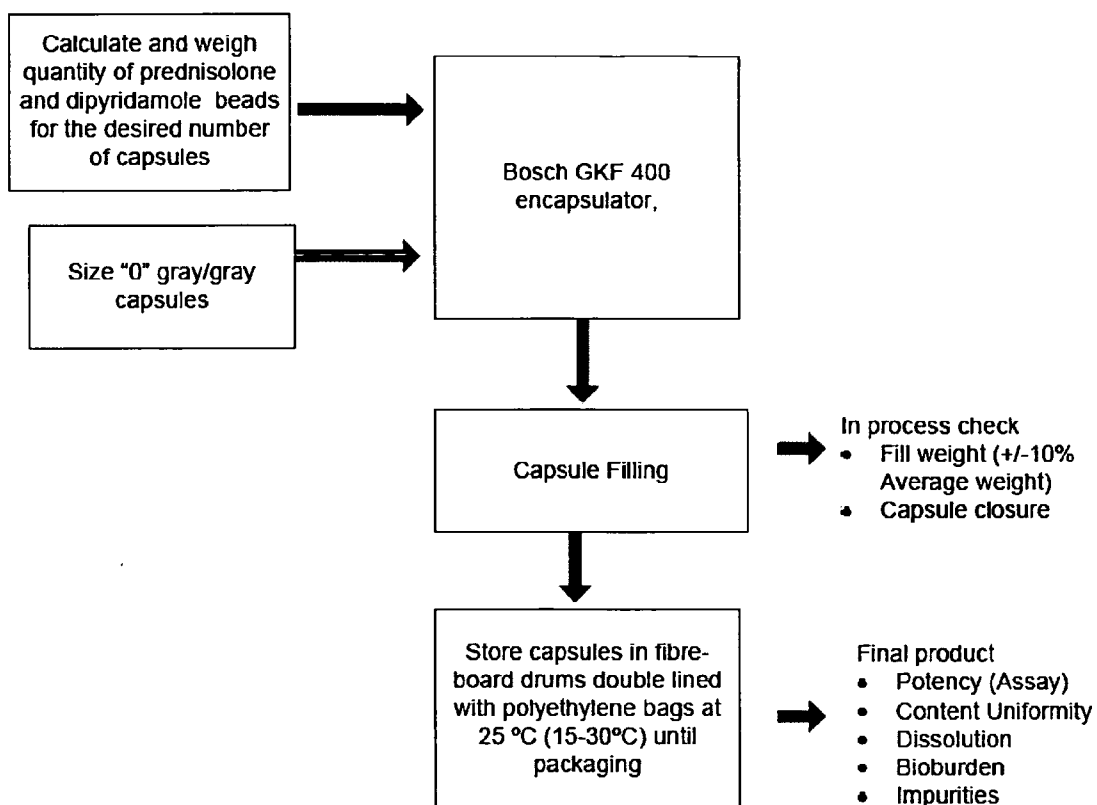 Calculate and weigh
quantity of prednisolone
and dipyridamole beads
for the desired number
of capsules
Size "0" gray/gray
capsules
Bosch GKF 400
encapsulator,
Capsule Filling
In process check
• Fill weight (+/-10%
Average weight)
• Capsule closure
Store capsules in fibre-
board drums double lined
with polyethylene bags at
25 ºC (15-30ºC) until
packaging
Final product
• Potency (Assay)
• Content Uniformity
• Dissolution
• Bioburden
• Impurities